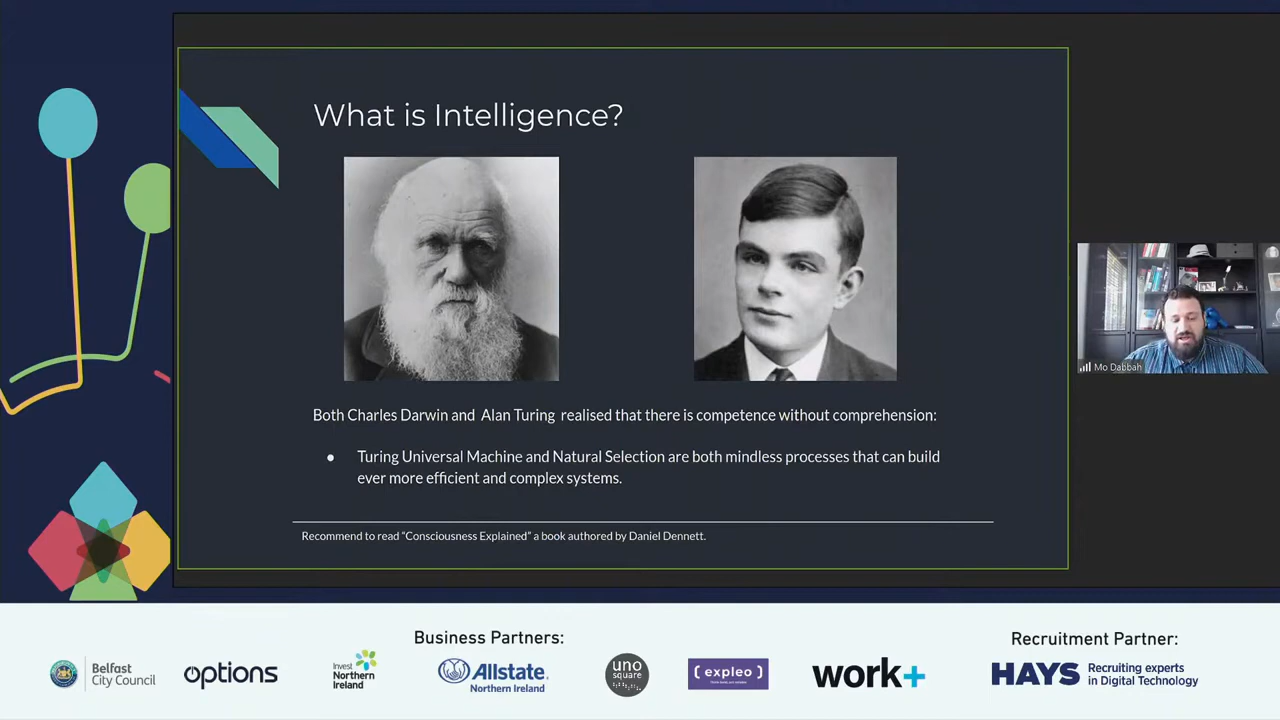 What is Intelligence?
Both Charles Darwin and Alan Turing realised that there is competence without comprehension:
● Turing Universal Machine and Natural Selection are both mindless processes that can build
ever more efficient and complex systems.
Recommend to read “Consciousness Explained” a book authored by Daniel Dennett.
Mo Dabbah
Business Partners:
Recruitment Partner:
Belfast
City Council
options
Invest
Northern
Ireland
Allstate
Northern Ireland
uno
square
{ expleo }
work+
HAYS Recruiting experts
in Digital Technology